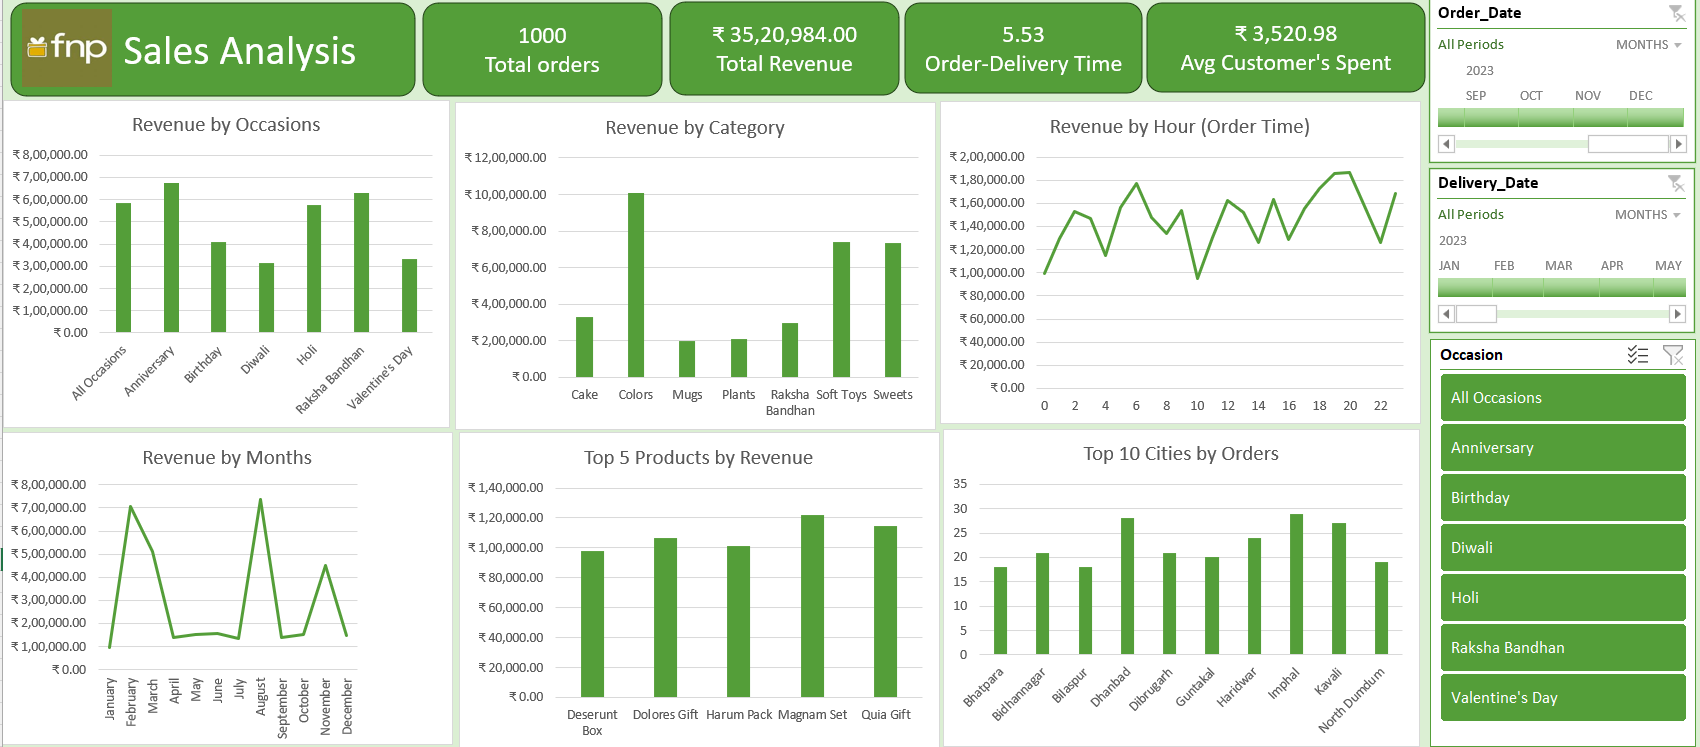 fnp Sales Analysis
1000
Total orders
₹ 35,20,984.00
Total Revenue
5.53
Order-Delivery Time
₹ 3,520.98
Avg Customer's Spent
Order_Date
All Periods MONTHS
2023
SEP OCT NOV DEC
Delivery_Date
All Periods MONTHS
2023
JAN FEB MAR APR MAY
Occasion
All Occasions
Anniversary
Birthday
Diwali
Holi
Raksha Bandhan
Valentine's Day
Revenue by Occasions
₹ 8,00,000.00
₹ 7,00,000.00
₹ 6,00,000.00
₹ 5,00,000.00
₹ 4,00,000.00
₹ 3,00,000.00
₹ 2,00,000.00
₹ 1,00,000.00
₹ 0.00
All Occasions
Anniversary
Birthday
Diwali
Holi
Raksha Bandhan
Valentine's Day
Revenue by Category
₹ 12,00,000.00
₹ 10,00,000.00
₹ 8,00,000.00
₹ 6,00,000.00
₹ 4,00,000.00
₹ 2,00,000.00
₹ 0.00
Cake Colors Mugs Plants Raksha Soft Toys Sweets
Bandhan
Revenue by Hour (Order Time)
₹ 2,00,000.00
₹ 1,80,000.00
₹ 1,60,000.00
₹ 1,40,000.00
₹ 1,20,000.00
₹ 1,00,000.00
₹ 80,000.00
₹ 60,000.00
₹ 40,000.00
₹ 20,000.00
₹ 0.00
0 2 4 6 8 10 12 14 16 18 20 22
Revenue by Months
₹ 8,00,000.00
₹ 7,00,000.00
₹ 6,00,000.00
₹ 5,00,000.00
₹ 4,00,000.00
₹ 3,00,000.00
₹ 2,00,000.00
₹ 1,00,000.00
₹ 0.00
January
February
March
April
May
June
July
August
September
October
November
December
Top 5 Products by Revenue
₹ 1,40,000.00
₹ 1,20,000.00
₹ 1,00,000.00
₹ 80,000.00
₹ 60,000.00
₹ 40,000.00
₹ 20,000.00
₹ 0.00
Deserunt Dolores Gift Harum Pack Magnam Set Quia Gift
Box
Top 10 Cities by Orders
35
30
25
20
15
10
5
0
Bhatpara
Bidhannagar
Bilaspur
Dhanbad
Dibrugarh
Guntakal
Haridwar
Imphal
Kavali
North Dumdum